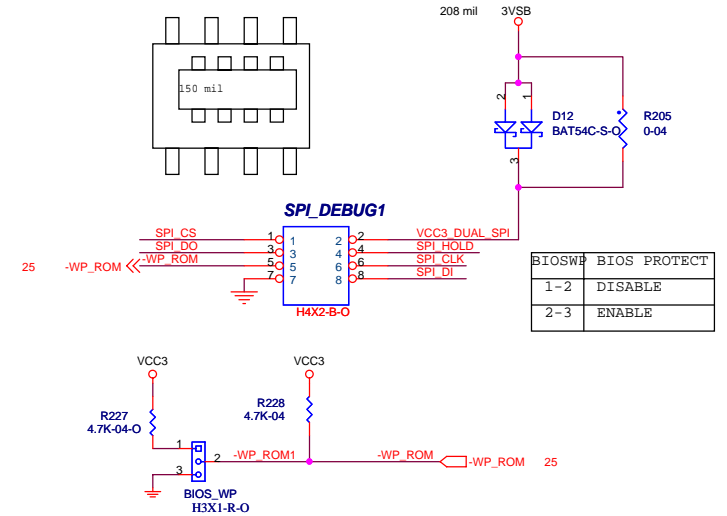 208 mil
3VSB
150 mil
2
1
D12
BAT54C-S-O
3
R205
0-04
SPI_DEBUG1
SPI_CS
1
1
2
2
VCC3_DUAL_SPI
SPI_DO
3
3
4
4
SPI_HOLD
25
-WP_ROM
-WP_ROM
5
5
6
6
SPI_CLK
7
7
8
8
SPI_DI
H4X2-B-O
BIOSWP BIOS PROTECT
1-2 DISABLE
2-3 ENABLE
VCC3
VCC3
R227
4.7K-04-O
R228
4.7K-04
1
2
3
-WP_ROM1
-WP_ROM
-WP_ROM
25
BIOS_WP
H3X1-R-O